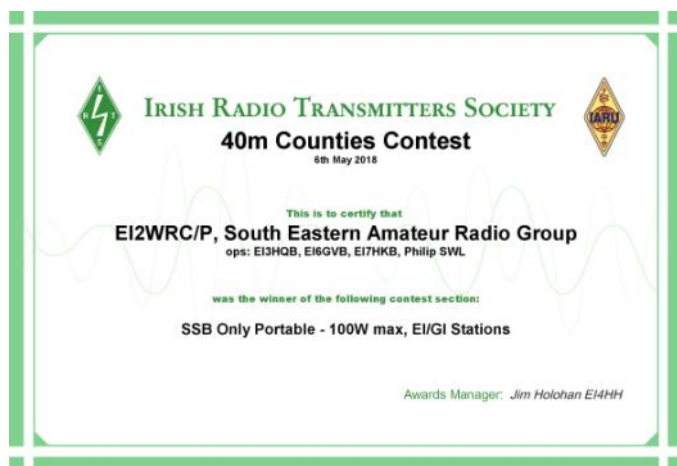 IRISH RADIO TRANSMITTERS SOCIETY
40m Counties Contest
6th May 2018
This is to certify that
EI2WRC/P, South Eastern Amateur Radio Group
ops: EI3HQB, EI6GVB, EI7HKB, Philip SWL
was the winner of the following contest section:
SSB Only Portable - 100W max, EI/GI Stations
Awards Manager: Jim Holohan EI4HH
I
R T
S
IARU